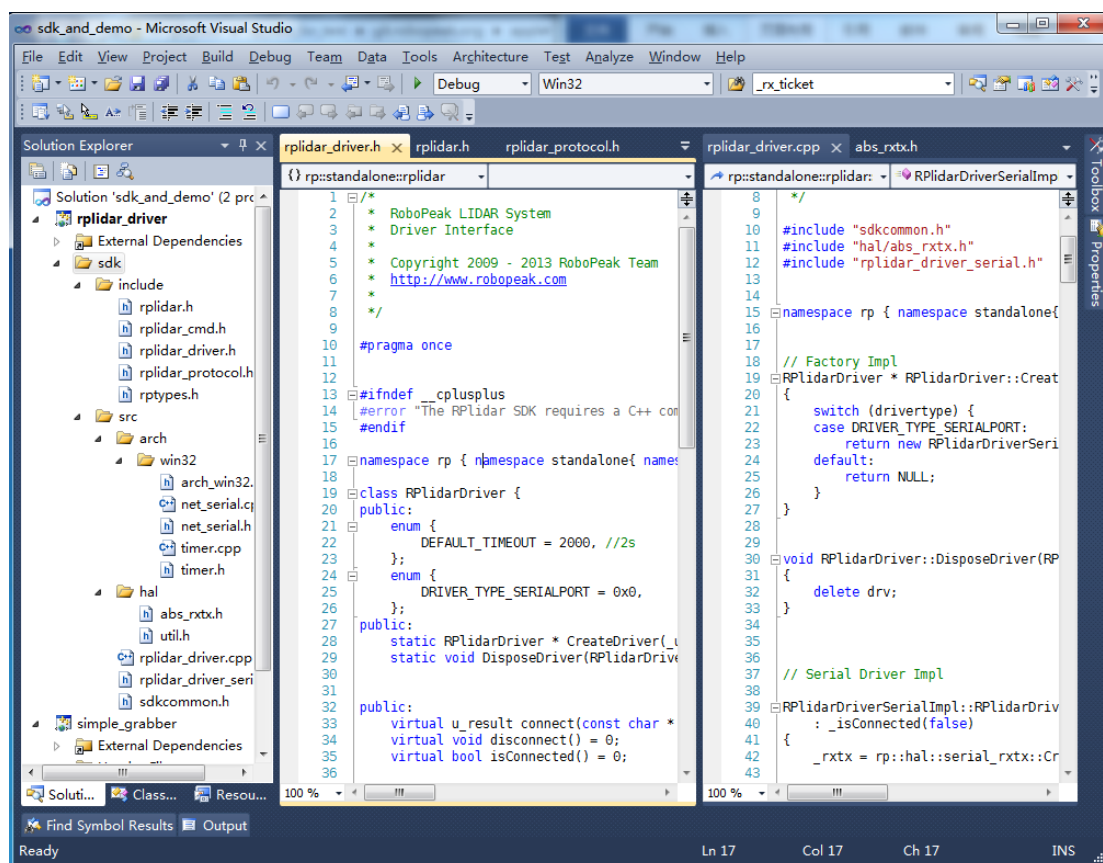 sdk_and_demo - Microsoft Visual Studio
File Edit View Project Build Debug Team Data Tools Architecture Test Analyze Window Help
Debug Win32 _rx_ticket
Solution Explorer
Solution 'sdk_and_demo' (2 prc
rplidar_driver
External Dependencies
sdk
include
rplidar.h
rplidar_cmd.h
rplidar_driver.h
rplidar_protocol.h
rptypes.h
src
arch
win32
arch_win32.
net_serial.cp
net_serial.h
timer.cpp
timer.h
hal
abs_rxtx.h
util.h
rplidar_driver.cpp
rplidar_driver_seri
sdkcommon.h
simple_grabber
External Dependencies
Soluti... Class... Resou...
rplidar_driver.h rplidar.h rplidar_protocol.h
{} rp::standalone::rplidar
1 /*
2 * RoboPeak LIDAR System
3 * Driver Interface
4 *
5 * Copyright 2009 - 2013 RoboPeak Team
6 * http://www.robopeak.com
7 *
8 */
9
10 #pragma once
11
12
13 #ifndef __cplusplus
14 #error "The RPlidar SDK requires a C++ com
15 #endif
16
17 namespace rp { namespace standalone{ names
18
19 class RPlidarDriver {
20 public:
21 enum {
22 DEFAULT_TIMEOUT = 2000, //2s
23 };
24 enum {
25 DRIVER_TYPE_SERIALPORT = 0x0,
26 };
27 public:
28 static RPlidarDriver * CreateDriver(_u
29 static void DisposeDriver(RPlidarDrive
30
31
32 public:
33 virtual u_result connect(const char *
34 virtual void disconnect() = 0;
35 virtual bool isConnected() = 0;
36
100 %
rplidar_driver.cpp abs_rxtx.h
rp::standalone::rplidar: RPlidarDriverSerialImp
8 */
9
10 #include "sdkcommon.h"
11 #include "hal/abs_rxtx.h"
12 #include "rplidar_driver_serial.h"
13
14
15 namespace rp { namespace standalone{
16
17
18 // Factory Impl
19 RPlidarDriver * RPlidarDriver::Creat
20 {
21 switch (drivertype) {
22 case DRIVER_TYPE_SERIALPORT:
23 return new RPlidarDriverSeri
24 default:
25 return NULL;
26 }
27 }
28
29
30 void RPlidarDriver::DisposeDriver(RP
31 {
32 delete drv;
33 }
34
35
36
37 // Serial Driver Impl
38
39 RPlidarDriverSerialImpl::RPlidarDriv
40 : _isConnected(false)
41 {
42 _rxtx = rp::hal::serial_rxtx::Cr
43
100 %
Toolbox
Properties
Find Symbol Results Output
Ready Ln 17 Col 17 Ch 17 INS